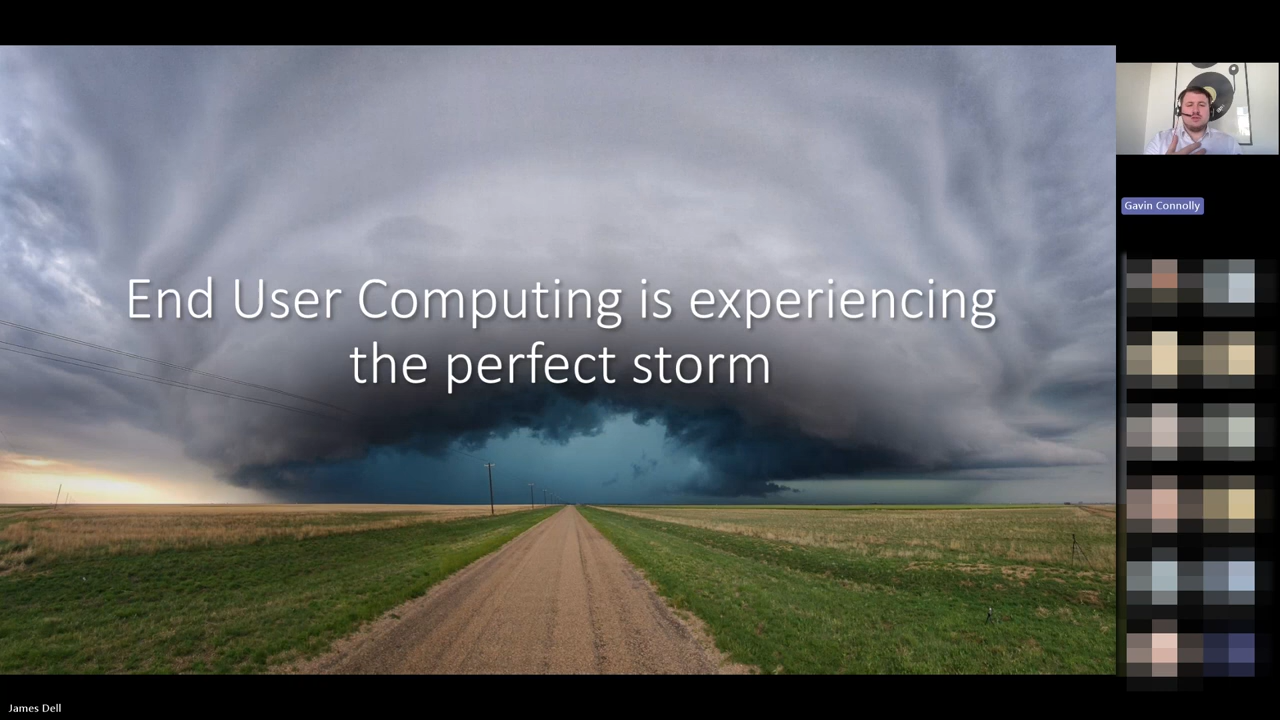 End User Computing is experiencing
the perfect storm
Gavin Connolly
James Dell